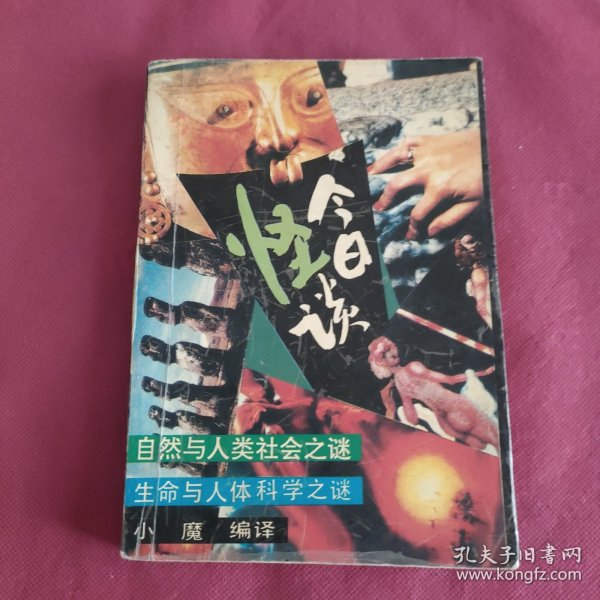 今日
怪谈
自然与人类社会之谜
生命与人体科学之谜
小 魔 编译
孔夫子旧书网
www.kongfz.com